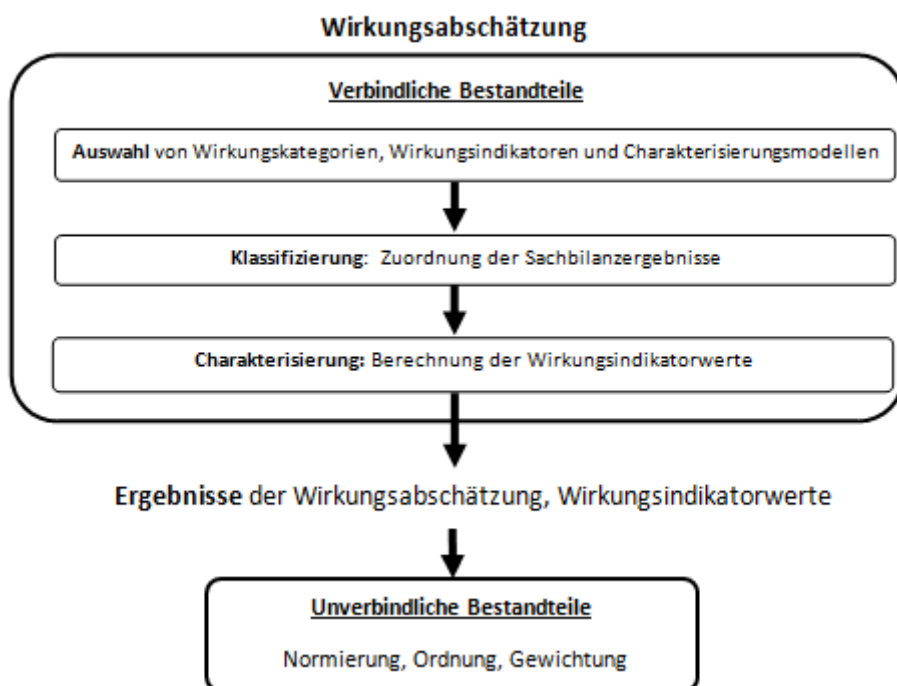 Wirkungsabschätzung
Verbindliche Bestandteile
Auswahl von Wirkungskategorien, Wirkungsindikatoren und Charakterisierungsmodellen
Klassifizierung: Zuordnung der Sachbilanzergebnisse
Charakterisierung: Berechnung der Wirkungsindikatorwerte
Ergebnisse der Wirkungsabschätzung, Wirkungsindikatorwerte
Unverbindliche Bestandteile
Normierung, Ordnung, Gewichtung